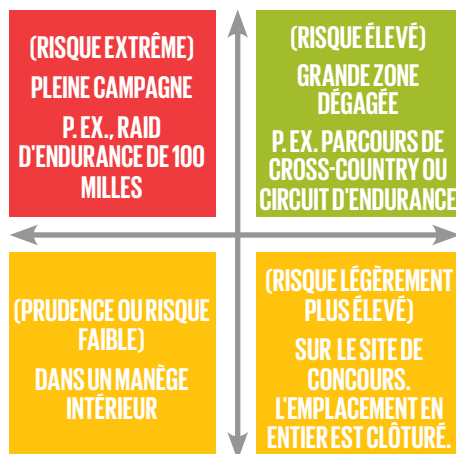 (RISQUE EXTRÊME)
PLEINE CAMPAGNE
P. EX., RAID
D'ENDURANCE DE 100
MILLES
(RISQUE ÉLEVÉ)
GRANDE ZONE
DÉGAGÉE
P. EX. PARCOURS DE
CROSS-COUNTRY OU
CIRCUIT D'ENDURANCE
(PRUDENCE OU RISQUE
FAIBLE)
DANS UN MANÈGE
INTÉRIEUR
(RISQUE LÉGÈREMENT
PLUS ÉLEVÉ)
SUR LE SITE DE
CONCOURS.
L'EMPLACEMENT EN
ENTIER EST CLÔTURÉ.